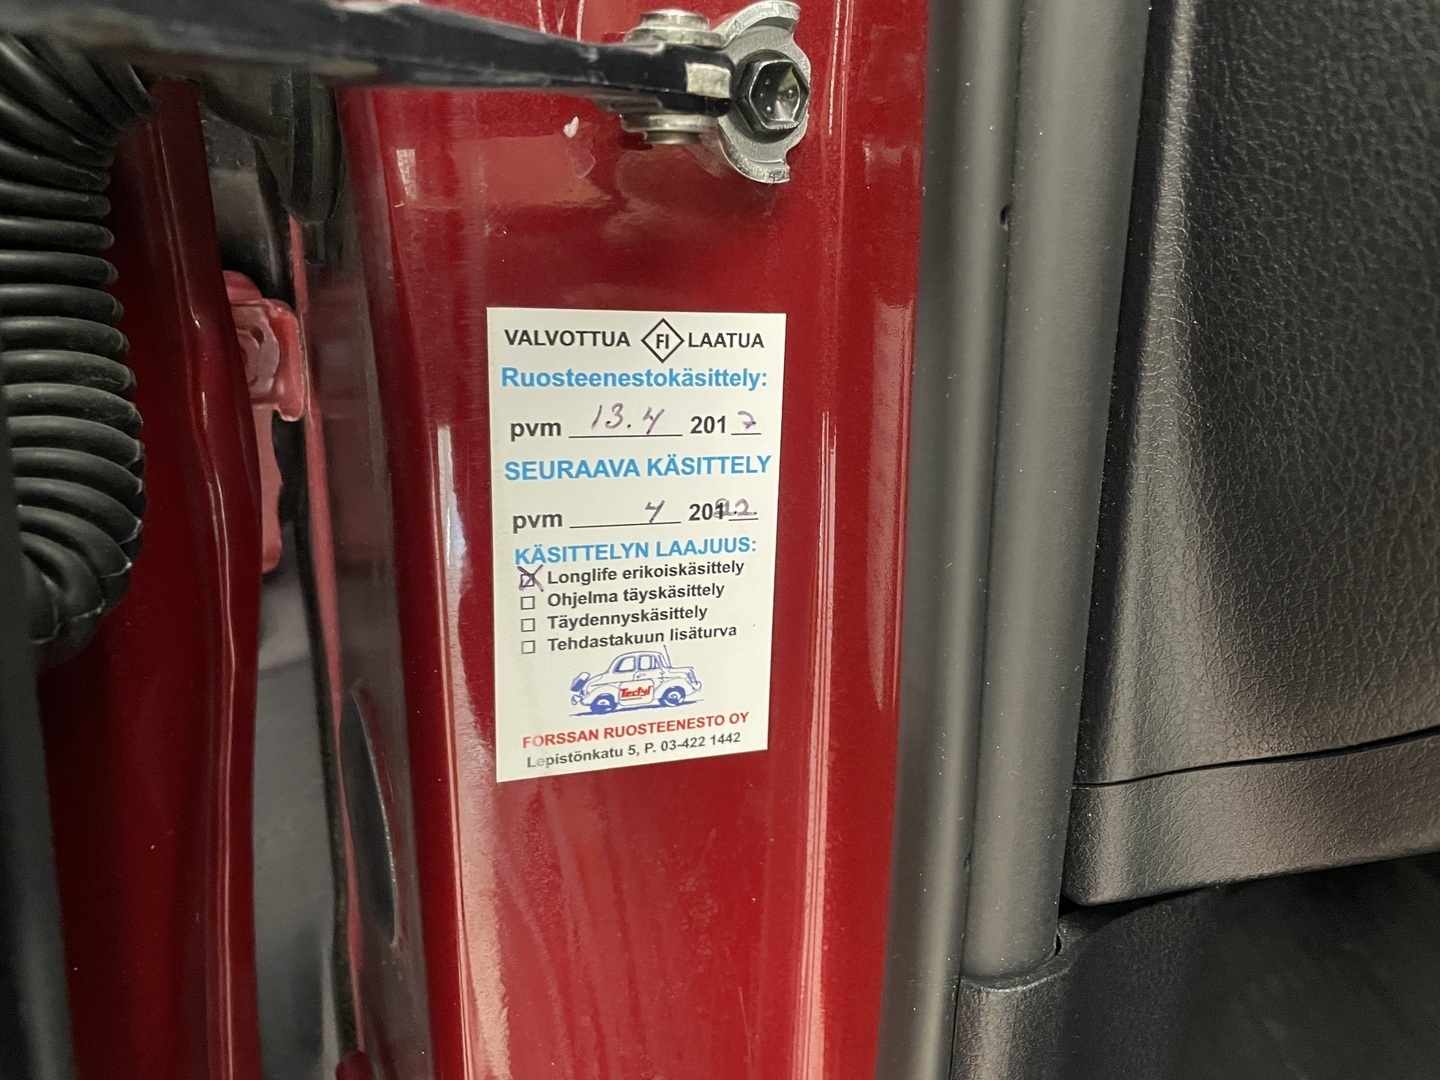 VALVOTTUA FI LAATUA
Ruosteenestokäsittely:
pvm 13.4 2017
SEURAAVA KÄSITTELY
pvm 4 2022
KÄSITTELYN LAAJUUS:
Longlife erikoiskäsittely
Ohjelma täyskäsittely
Täydennyskäsittely
Tehdastakuun lisäturva
Tectyl
FORSSAN RUOSTEENESTO OY
Lepistönkatu 5, P. 03-422 1442